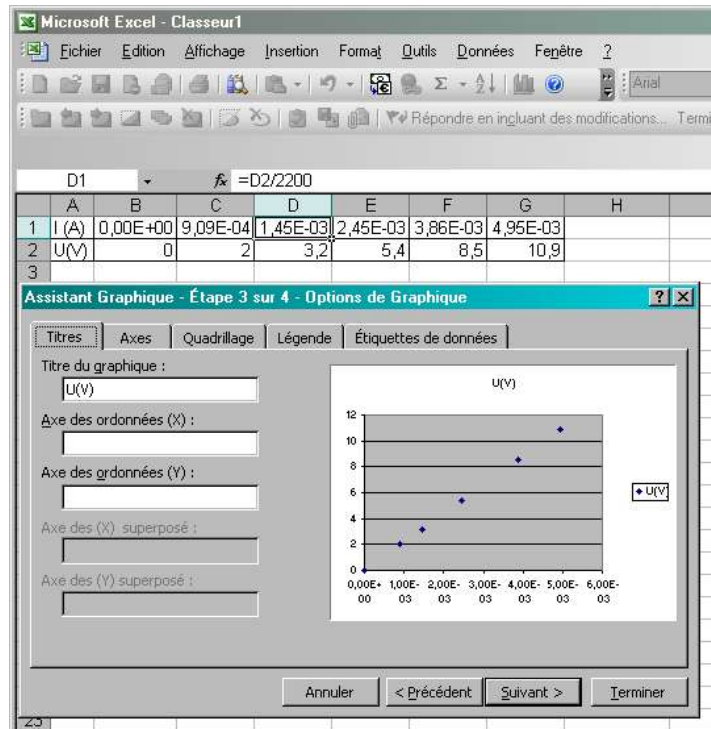 Microsoft Excel - Classeur1
Fichier Edition Affichage Insertion Format Outils Données Fenêtre ?
Σ Arial
Répondre en incluant des modifications... Termi
D1 fx =D2/2200
A B C D E F G H
1 I (A) 0,00E+00 9,09E-04 1,45E-03 2,45E-03 3,86E-03 4,95E-03
2 U(V) 0 2 3,2 5,4 8,5 10,9
3
Assistant Graphique - Étape 3 sur 4 - Options de Graphique ? X
Titres Axes Quadrillage Légende Étiquettes de données
Titre du graphique :
U(V)
Axe des ordonnées (X) :
Axe des ordonnées (Y) :
Axe des (X) superposé :
Axe des (Y) superposé :
U(V)
12
10
8
6
4
2
0
0,00E+00 1,00E-03 2,00E-03 3,00E-03 4,00E-03 5,00E-03 6,00E-03
U(V)
Annuler < Précédent Suivant > Terminer
23